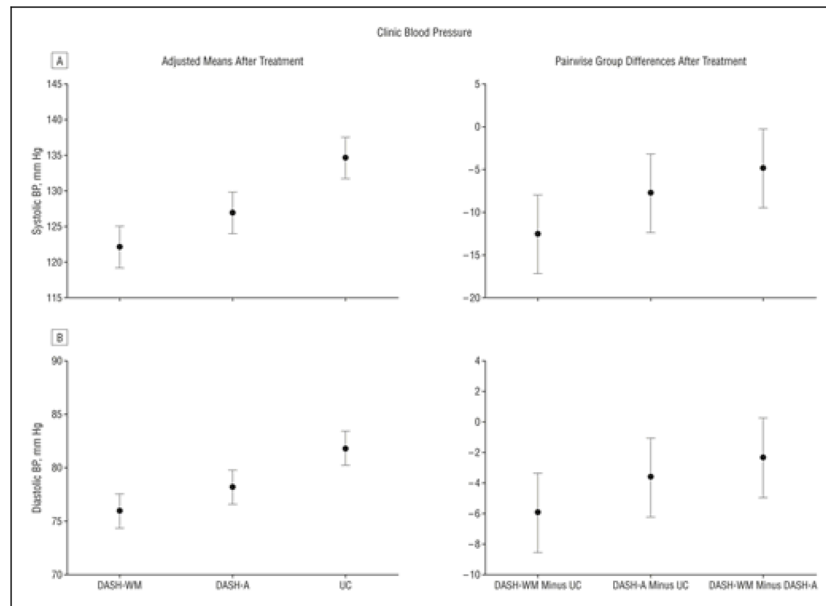 Clinic Blood Pressure
A
Adjusted Means After Treatment
Pairwise Group Differences After Treatment
Systolic BP, mm Hg
145
140
135
130
125
120
115
5
0
−5
−10
−15
−20
B
Diastolic BP, mm Hg
90
85
80
75
70
4
2
0
−2
−4
−6
−8
−10
DASH-WM
DASH-A
UC
DASH-WM Minus UC
DASH-A Minus UC
DASH-WM Minus DASH-A